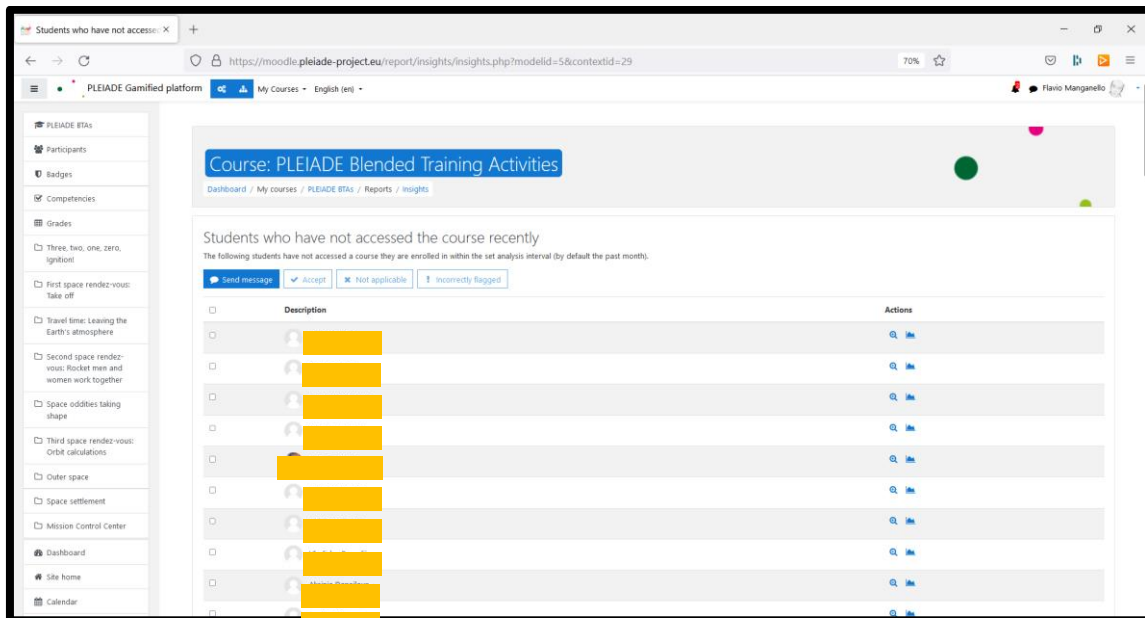 Students who have not accesse
https://moodle.pleiade-project.eu/report/insights/insights.php?modelid=5&contextid=29
70%
PLEIADE Gamified platform
My Courses
English (en)
Flavio Manganello
PLEIADE BTAs
Participants
Badges
Competencies
Grades
Three, two, one, zero,
Ignition!
First space rendez-vous:
Take off
Travel time: Leaving the
Earth's atmosphere
Second space rendez-
vous: Rocket men and
women work together
Space oddities taking
shape
Third space rendez-vous:
Orbit calculations
Outer space
Space settlement
Mission Control Center
Dashboard
Site home
Calendar
Course: PLEIADE Blended Training Activities
Dashboard / My courses / PLEIADE BTAs / Reports / Insights
Students who have not accessed the course recently
The following students have not accessed a course they are enrolled in within the set analysis interval (by default the past month).
Send message
Accept
Not applicable
Incorrectly flagged
Description
Actions